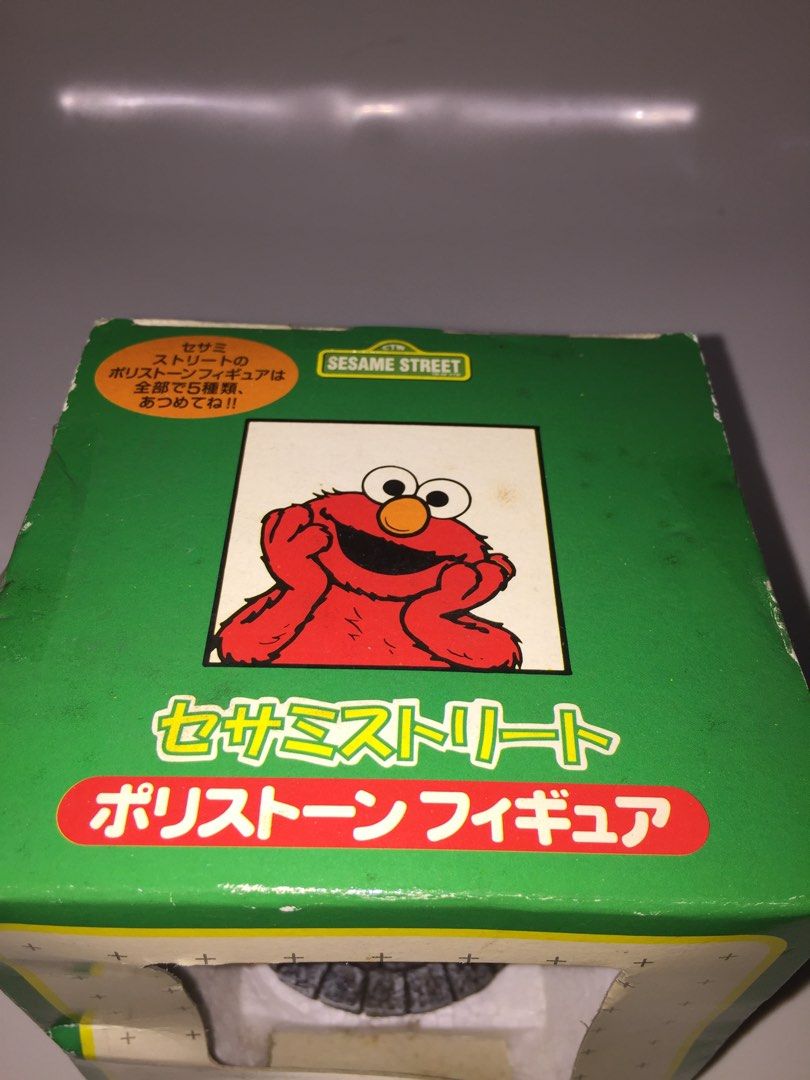 セサミ
ストリートの
ポリストーンフィギュアは
全部で5種類、
あつめてね!!
CTW
SESAME STREET
セサミストリート
ポリストーン フィギュア